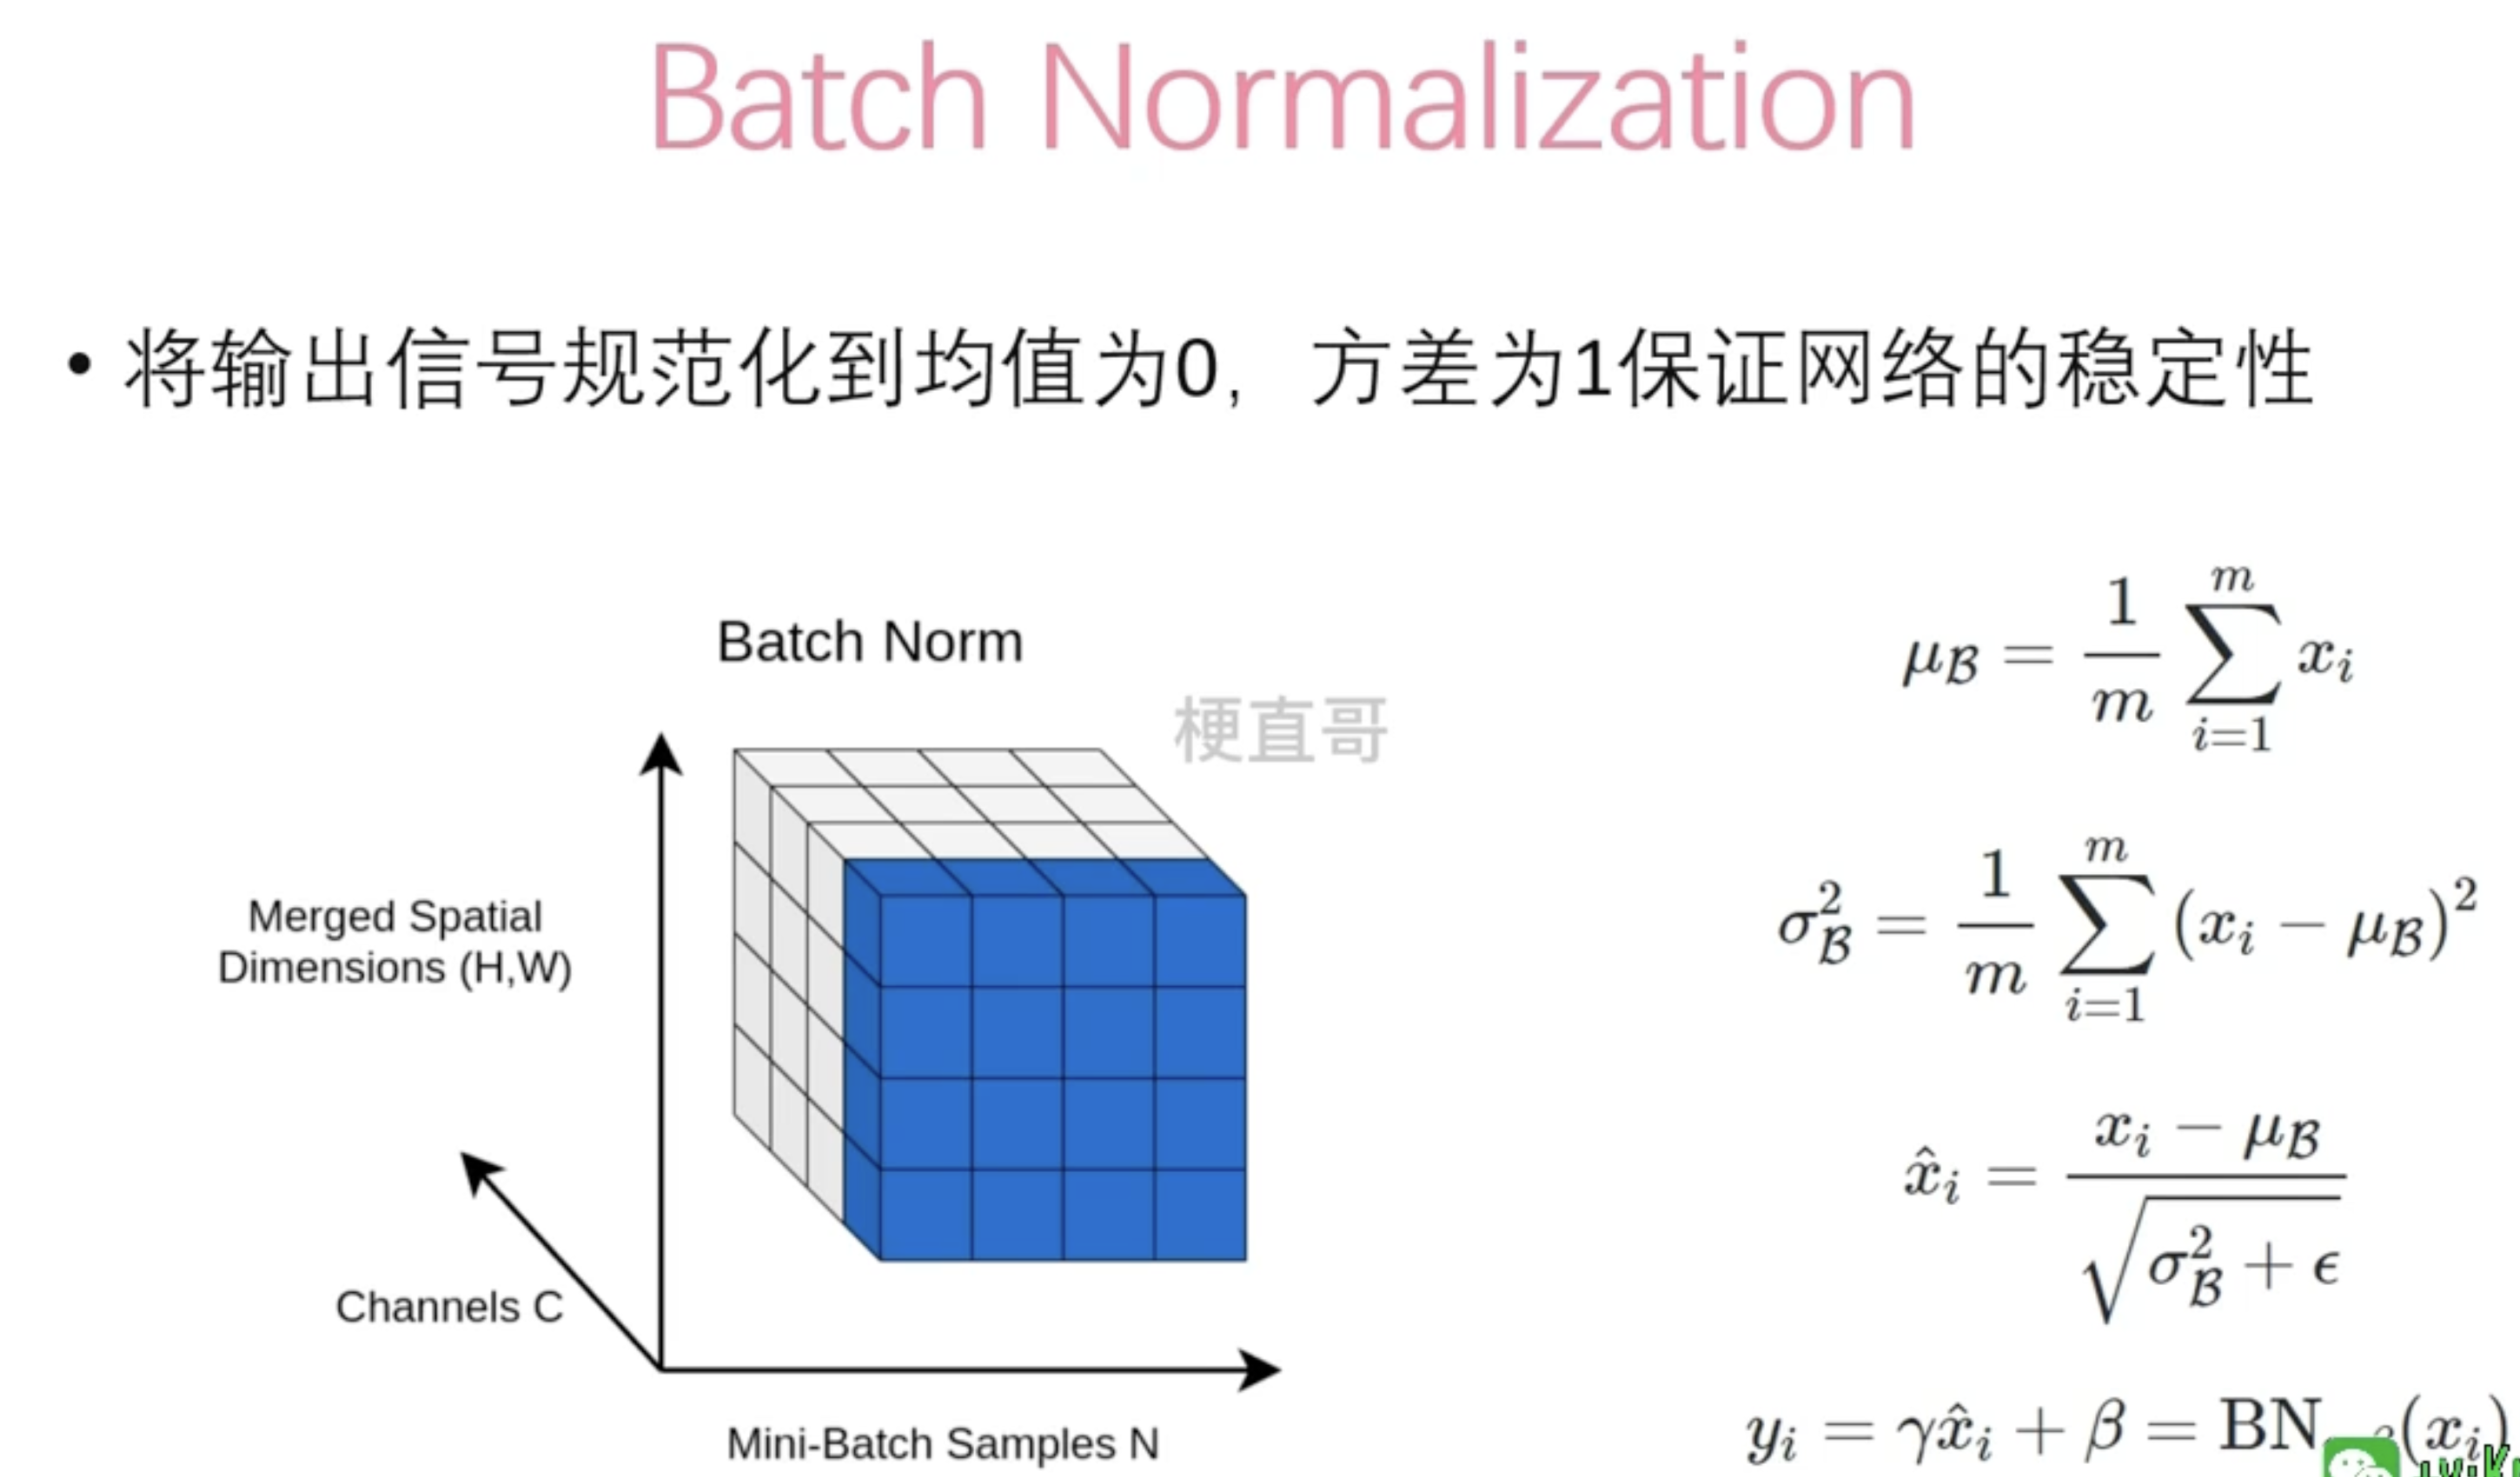 Batch Normalization
• 将输出信号规范化到均值为0，方差为1保证网络的稳定性
Batch Norm
梗直哥
Merged Spatial
Dimensions (H,W)
Channels C
Mini-Batch Samples N
$\mu_{\mathcal{B}} = \frac{1}{m} \sum_{i=1}^{m} x_i$
$\sigma_{\mathcal{B}}^2 = \frac{1}{m} \sum_{i=1}^{m} (x_i - \mu_{\mathcal{B}})^2$
$\hat{x}_i = \frac{x_i - \mu_{\mathcal{B}}}{\sqrt{\sigma_{\mathcal{B}}^2 + \epsilon}}$
$y_i = \gamma \hat{x}_i + \beta = \mathrm{BN}(x_i)$